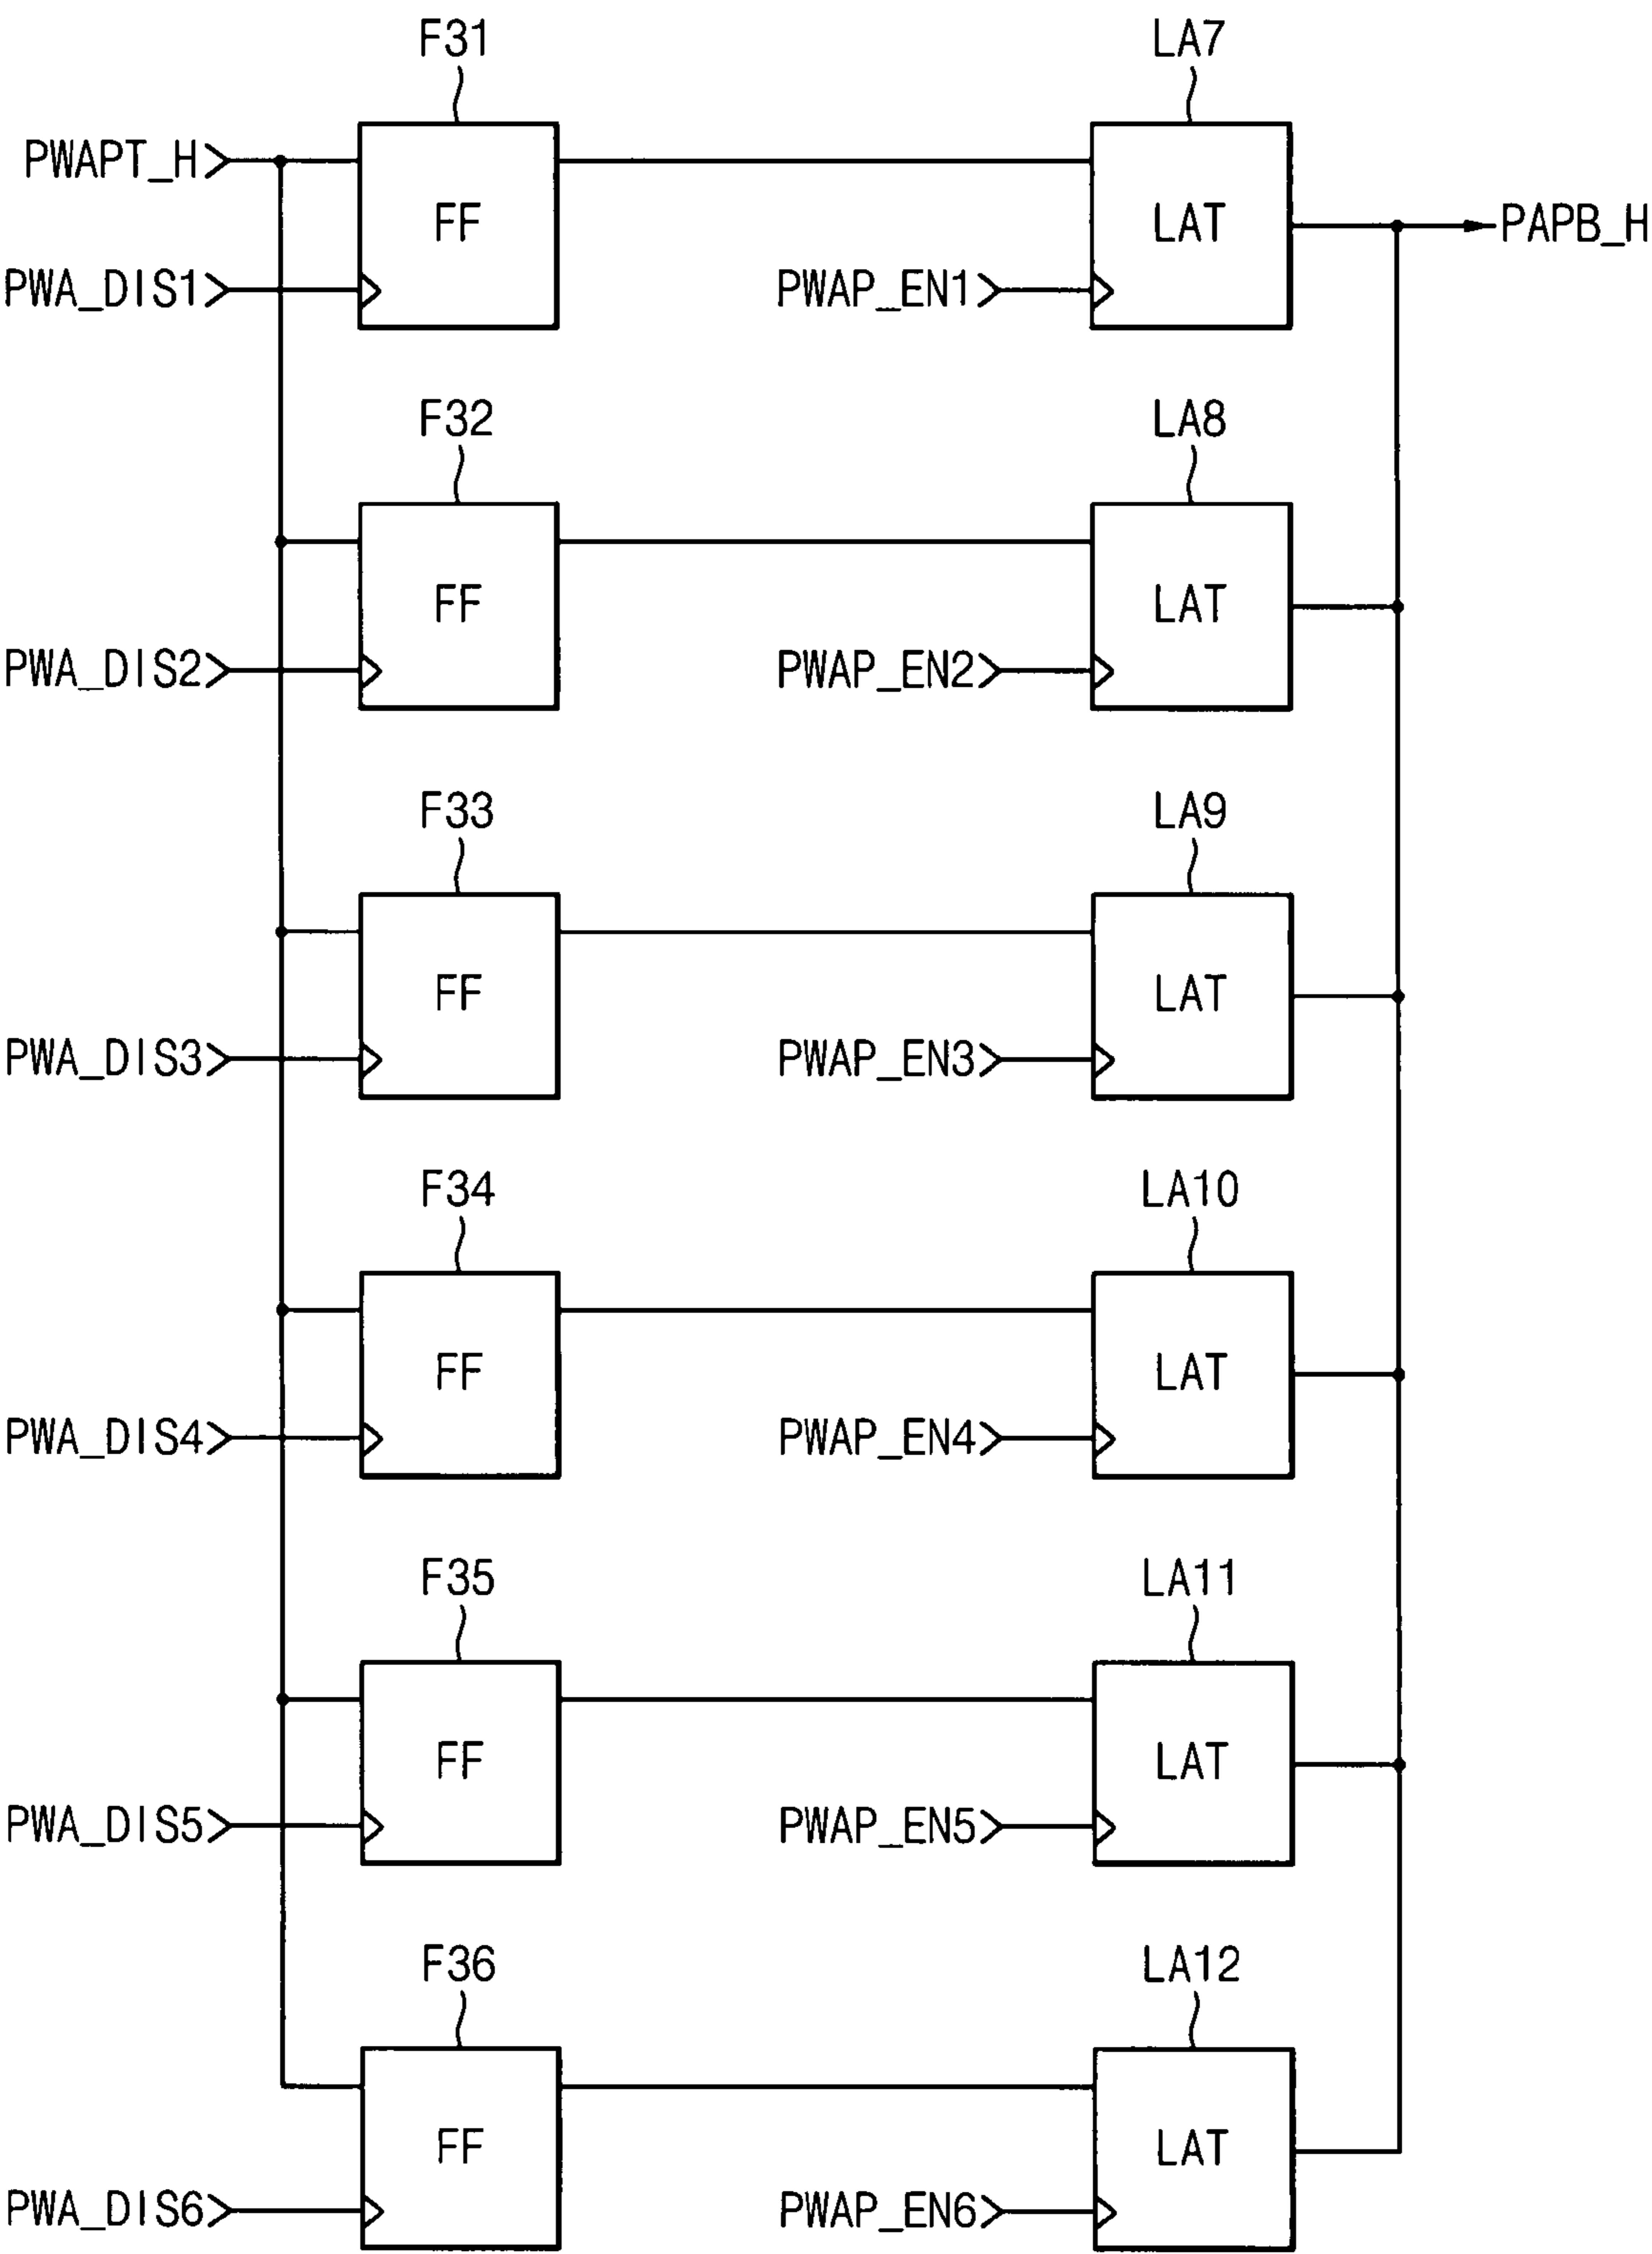 F31 LA7
PWAPT_H
FF LAT PAPB_H
PWA_DIS1 PWAP_EN1
F32 LA8
FF LAT
PWA_DIS2 PWAP_EN2
F33 LA9
FF LAT
PWA_DIS3 PWAP_EN3
F34 LA10
FF LAT
PWA_DIS4 PWAP_EN4
F35 LA11
FF LAT
PWA_DIS5 PWAP_EN5
F36 LA12
FF LAT
PWA_DIS6 PWAP_EN6